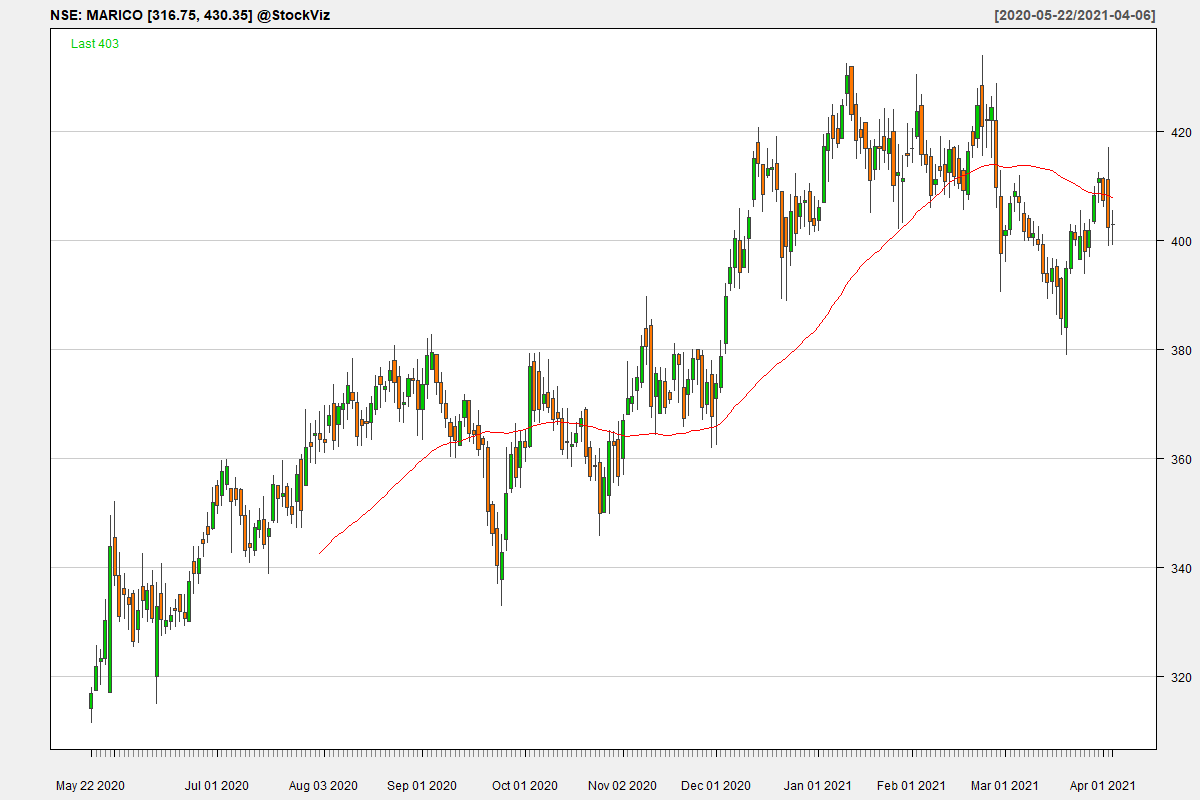 NSE: MARICO [316.75, 430.35] @StockViz [2020-05-22/2021-04-06]
Last 403
420
400
380
360
340
320
May 22 2020 Jul 01 2020 Aug 03 2020 Sep 01 2020 Oct 01 2020 Nov 02 2020 Dec 01 2020 Jan 01 2021 Feb 01 2021 Mar 01 2021 Apr 01 2021